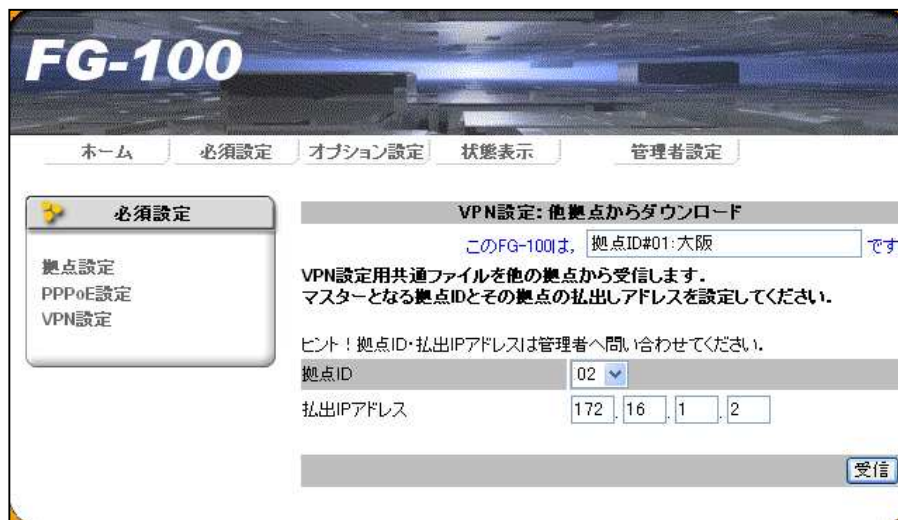 FG-100
ホーム 必須設定 オプション設定 状態表示 管理者設定
必須設定
拠点設定
PPPoE設定
VPN設定
VPN設定:他拠点からダウンロード
このFG-100は, 拠点ID#01:大阪 です
VPN設定用共通ファイルを他の拠点から受信します.
マスターとなる拠点IDとその拠点の払出しアドレスを設定してください.
ヒント!拠点ID・払出IPアドレスは管理者へ問い合わせてください.
拠点ID 02
払出IPアドレス 172 . 16 . 1 . 2
受信